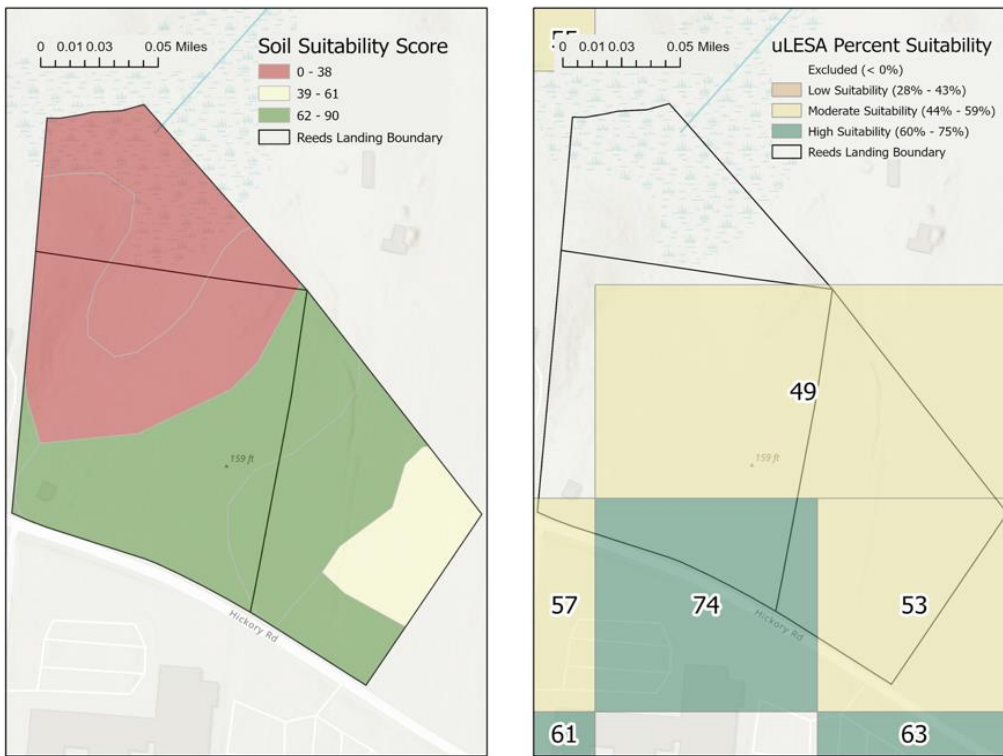 0 0.01 0.03 0.05 Miles
Soil Suitability Score
0 - 38
39 - 61
62 - 90
Reeds Landing Boundary
159 ft
Hickory Rd
55
0 0.01 0.03 0.05 Miles
uLESA Percent Suitability
Excluded (< 0%)
Low Suitability (28% - 43%)
Moderate Suitability (44% - 59%)
High Suitability (60% - 75%)
Reeds Landing Boundary
49
159 ft
57
74
53
Hickory Rd
61
63